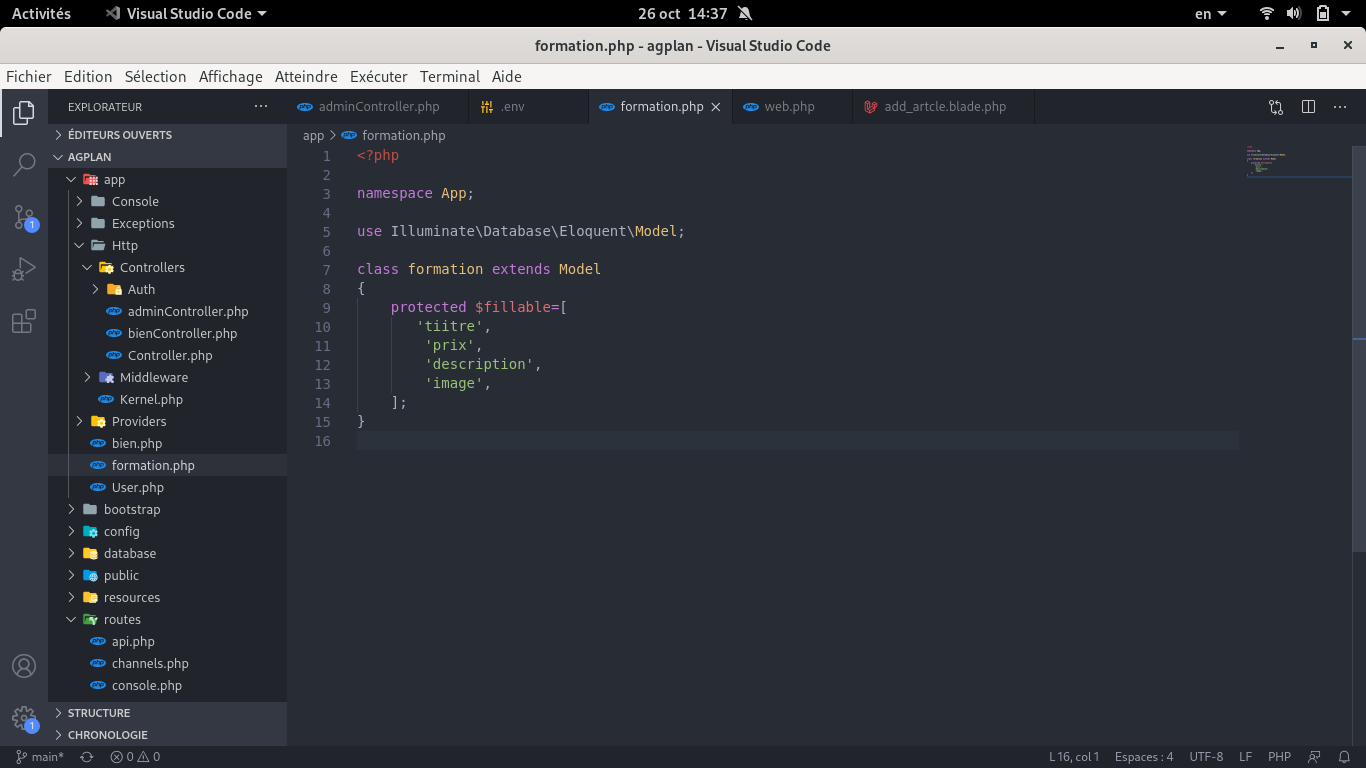 Activités
Visual Studio Code
26 oct 14:37
en
formation.php - agplan - Visual Studio Code
Fichier Edition Sélection Affichage Atteindre Exécuter Terminal Aide
EXPLORATEUR
adminController.php
.env
formation.php
web.php
add_artcle.blade.php
ÉDITEURS OUVERTS
AGPLAN
app
Console
Exceptions
Http
Controllers
Auth
adminController.php
bienController.php
Controller.php
Middleware
Kernel.php
Providers
bien.php
formation.php
User.php
bootstrap
config
database
public
resources
routes
api.php
channels.php
console.php
STRUCTURE
CHRONOLOGIE
1
1
app > formation.php
1 <?php
2
3 namespace App;
4
5 use Illuminate\Database\Eloquent\Model;
6
7 class formation extends Model
8 {
9     protected $fillable=[
10        'tiitre',
11         'prix',
12         'description',
13         'image',
14     ];
15 }
16
main* 0 0
L 16, col 1 Espaces : 4 UTF-8 LF PHP